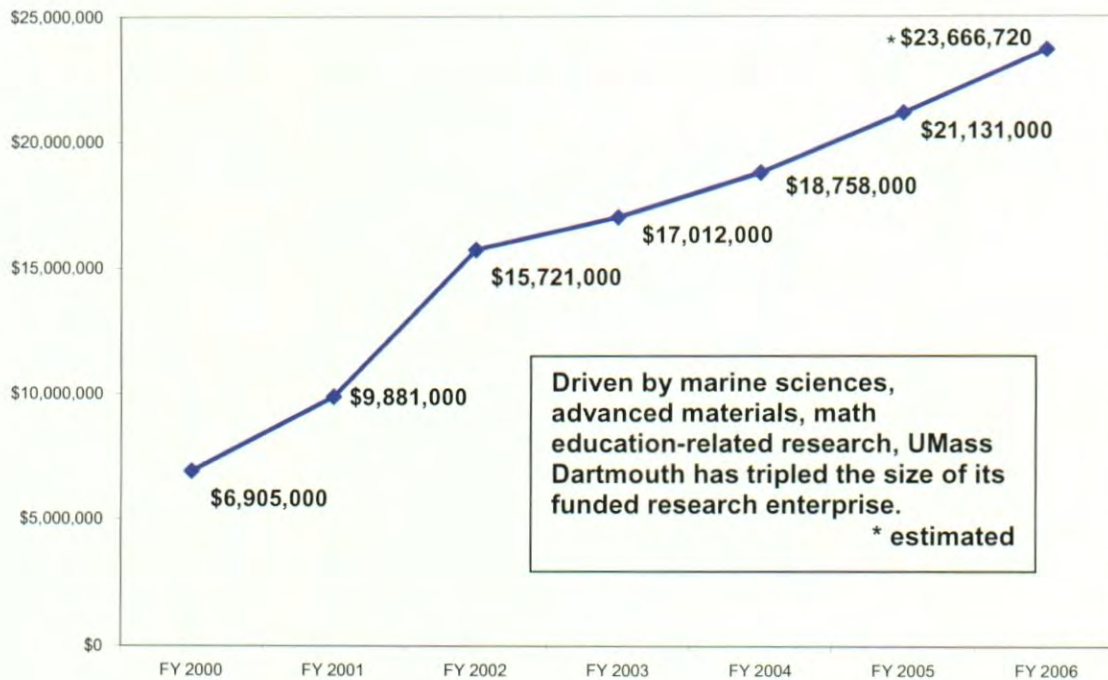 $25,000,000
* $23,666,720
$20,000,000
$21,131,000
$18,758,000
$17,012,000
$15,000,000
$15,721,000
$10,000,000
$9,881,000
Driven by marine sciences,
advanced materials, math
education-related research, UMass
Dartmouth has tripled the size of its
funded research enterprise.
* estimated
$6,905,000
$5,000,000
$0
FY 2000 FY 2001 FY 2002 FY 2003 FY 2004 FY 2005 FY 2006